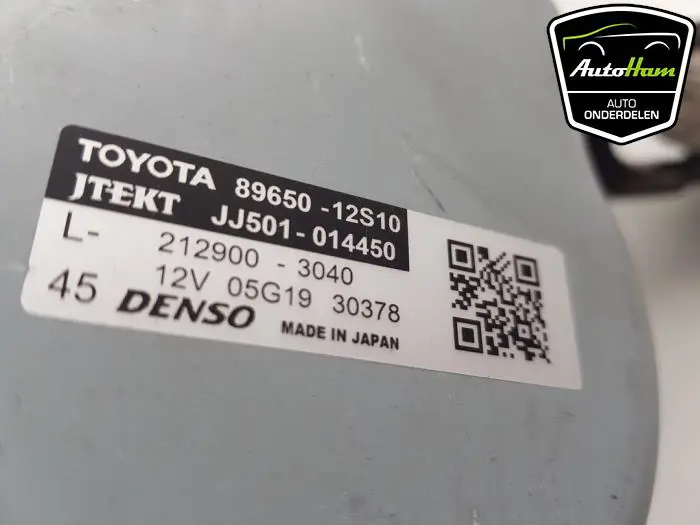 AutoHam
AUTO
ONDERDELEN
TOYOTA 89650-12S10
JTEKT JJ501-014450
L- 212900-3040
45 12V 05G19 30378
DENSO MADE IN JAPAN